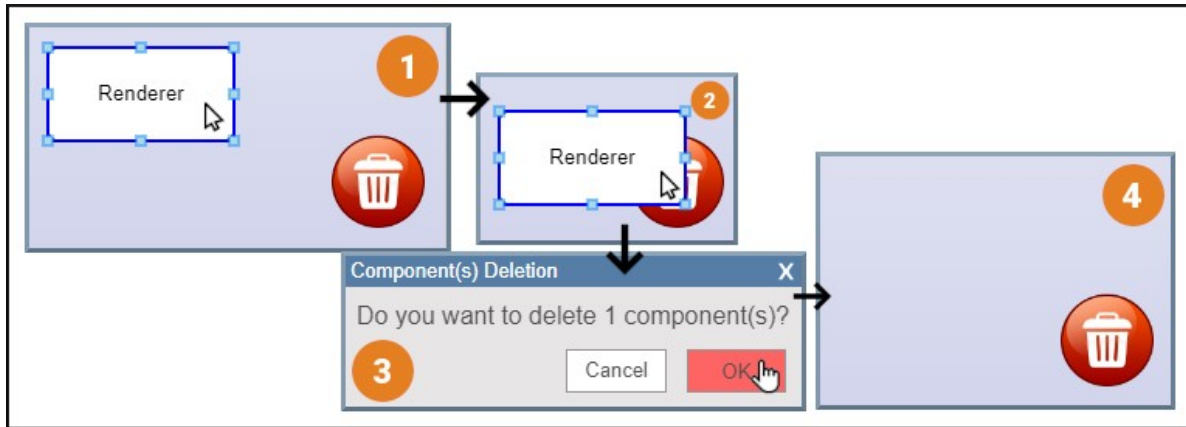 Renderer
1
Renderer
2
Component(s) Deletion X
Do you want to delete 1 component(s)?
3
Cancel OK
4